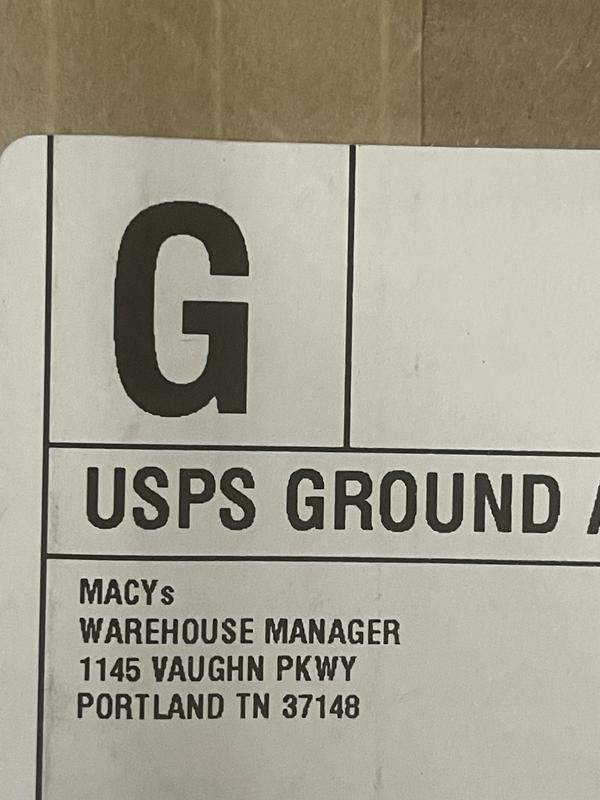 G
USPS GROUND A
MACYs
WAREHOUSE MANAGER
1145 VAUGHN PKWY
PORTLAND TN 37148